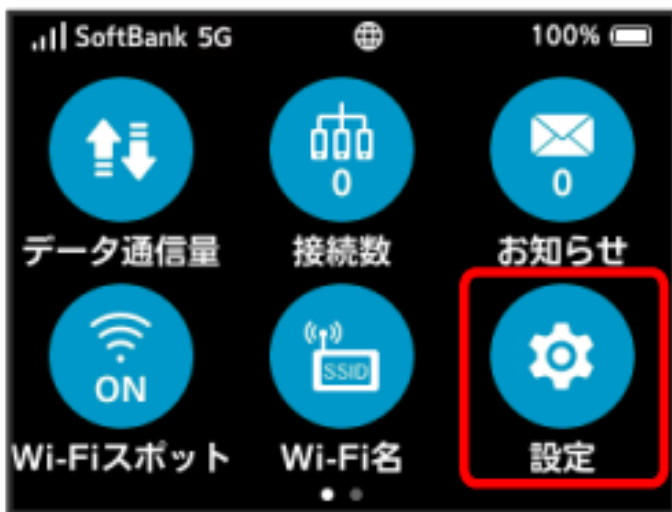 SoftBank 5G
100%
0
0
データ通信量
接続数
お知らせ
ON
SSID
Wi-Fiスポット
Wi-Fi名
設定